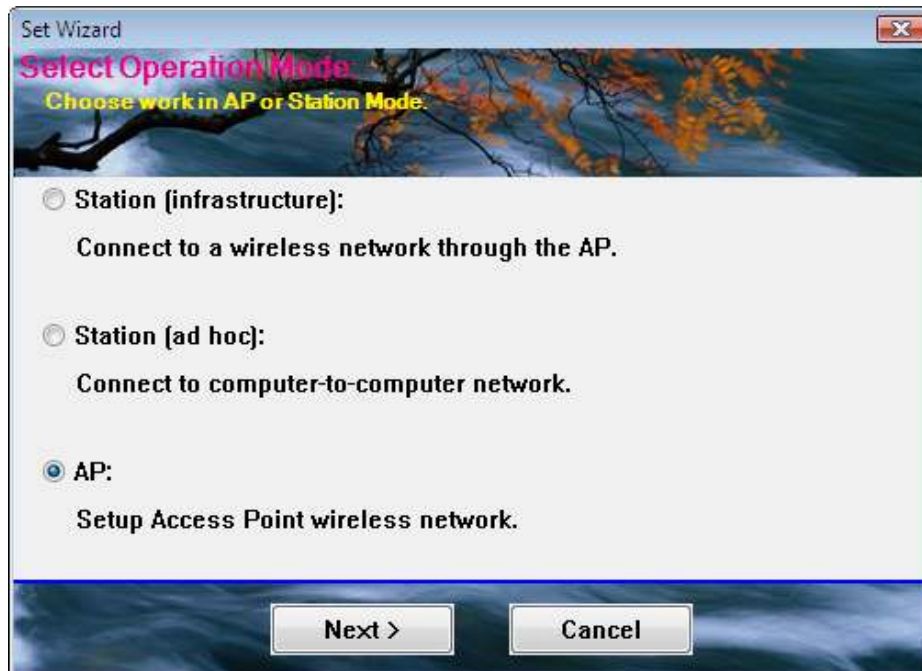 Set Wizard
Select Operation Mode:
Choose work in AP or Station Mode.
Station (infrastructure):
Connect to a wireless network through the AP.
Station (ad hoc):
Connect to computer-to-computer network.
AP:
Setup Access Point wireless network.
Next >
Cancel